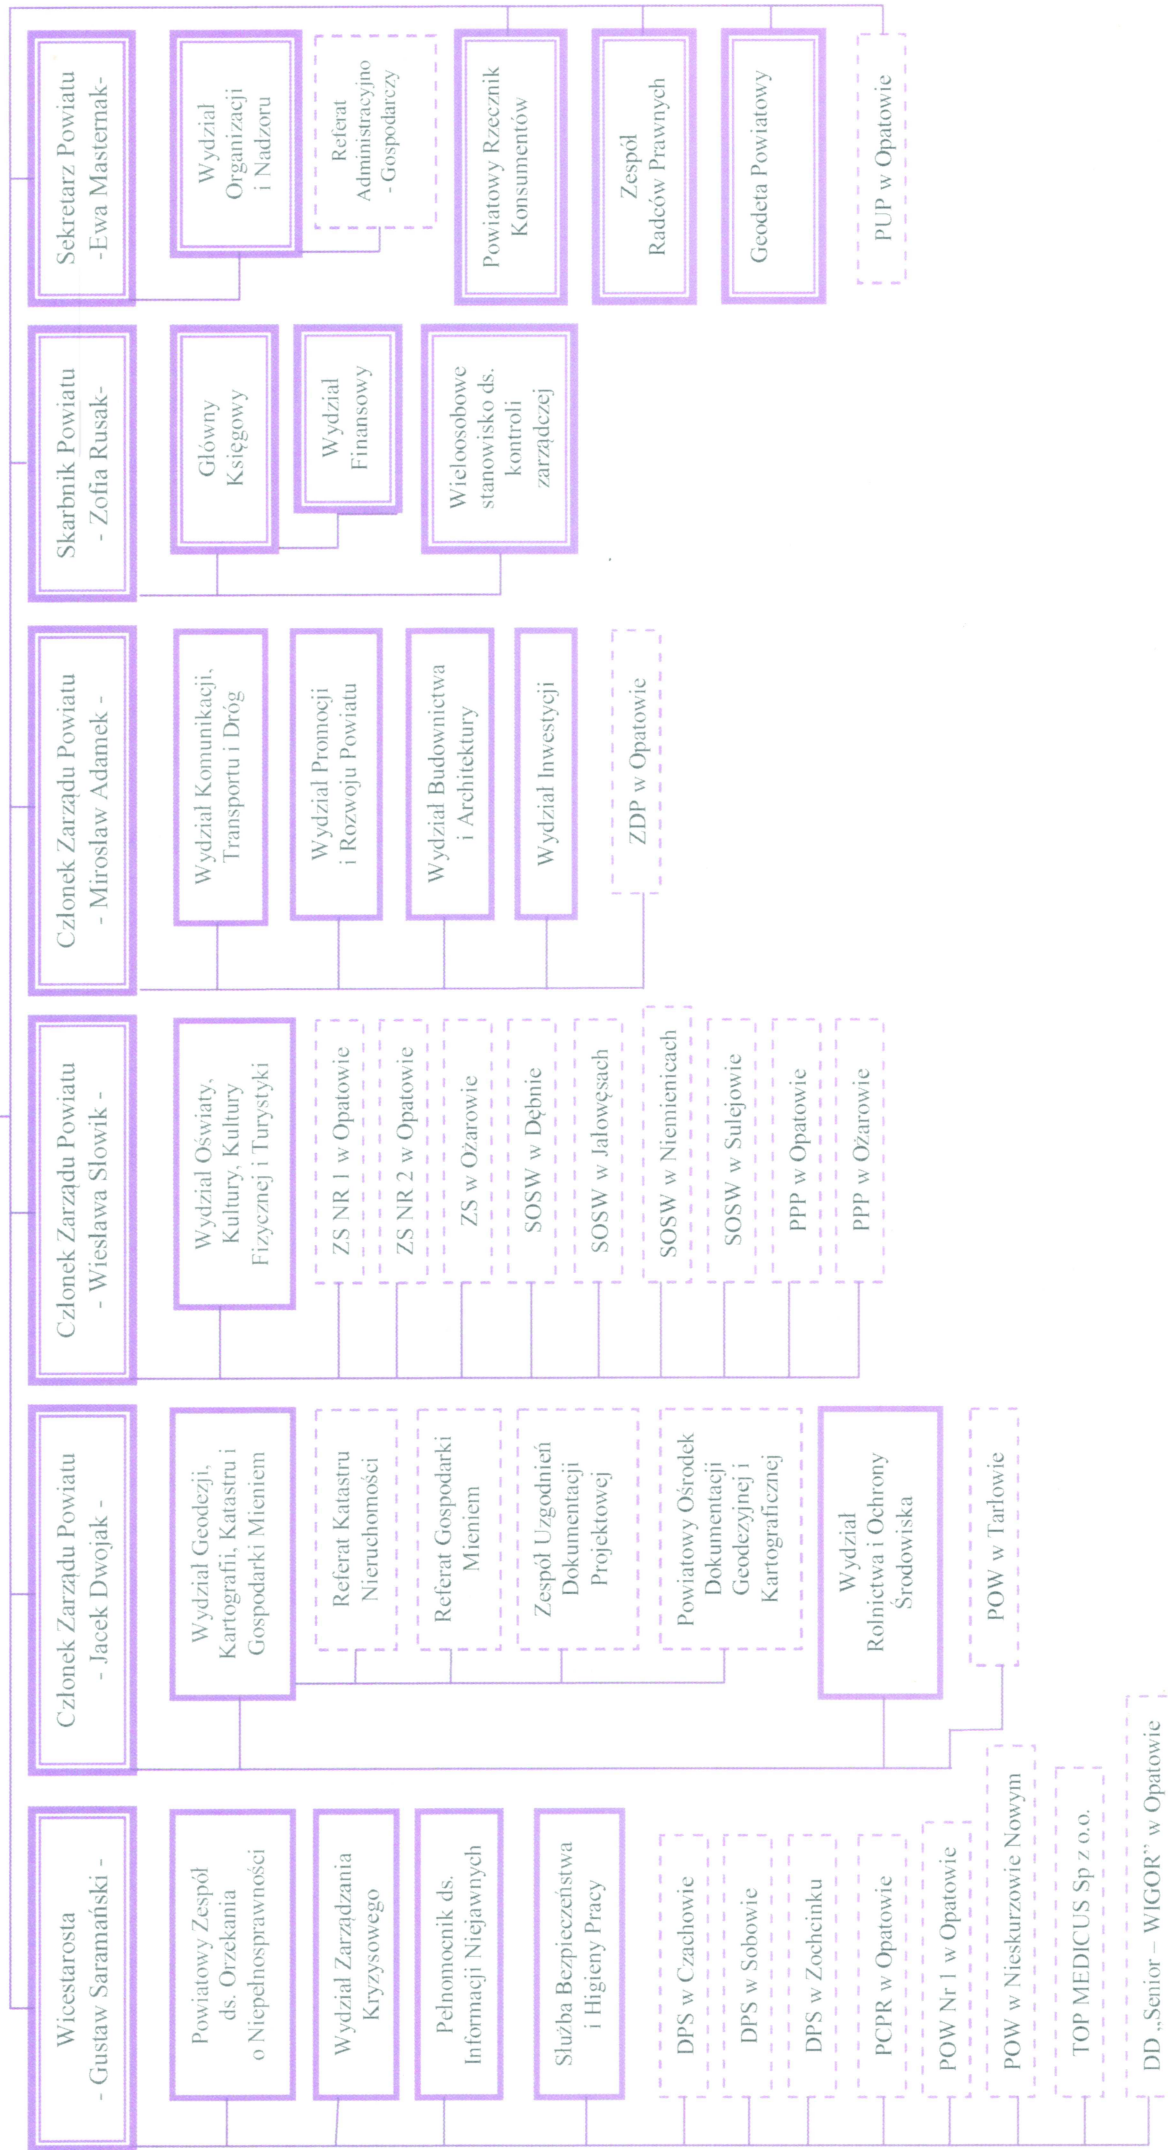 Wicestarosta
- Gustaw Saramański -
Powiatowy Zespół
ds. Orzekania
o Niepełnosprawności
Wydział Zarządzania
Kryzysowego
Pełnomocnik ds.
Informacji Niejawnych
Służba Bezpieczeństwa
i Higieny Pracy
DPS w Czachowie
DPS w Sobowie
DPS w Zochcinku
PCPR w Opatowie
POW Nr 1 w Opatowie
POW w Nieskurzowie Nowym
TOP MEDICUS Sp z o.o.
DD „Senior – WIGOR” w Opatowie
Członek Zarządu Powiatu
- Jacek Dwojak -
Wydział Geodezji,
Kartografii, Katastru i
Gospodarki Mieniem
Referat Katastru
Nieruchomości
Referat Gospodarki
Mieniem
Zespół Uzgodnień
Dokumentacji
Projektowej
Powiatowy Ośrodek
Dokumentacji
Geodezyjnej i
Kartograficznej
Wydział
Rolnictwa i Ochrony
Środowiska
POW w Tarłowie
Członek Zarządu Powiatu
- Wiesława Słowik -
Wydział Oświaty,
Kultury, Kultury
Fizycznej i Turystyki
ZS NR 1 w Opatowie
ZS NR 2 w Opatowie
ZS w Ożarowie
SOSW w Dębnie
SOSW w Jałowęsach
SOSW w Niemienicach
SOSW w Sulejowie
PPP w Opatowie
PPP w Ożarowie
Członek Zarządu Powiatu
- Mirosław Adamek -
Wydział Komunikacji,
Transportu i Dróg
Wydział Promocji
i Rozwoju Powiatu
Wydział Budownictwa
i Architektury
Wydział Inwestycji
ZDP w Opatowie
Skarbnik Powiatu
- Zofia Rusak-
Główny
Księgowy
Wydział
Finansowy
Wieloosobowe
stanowisko ds.
kontroli
zarządczej
Sekretarz Powiatu
-Ewa Masternak-
Wydział
Organizacji
i Nadzoru
Referat
Administracyjno
- Gospodarczy
Powiatowy Rzecznik
Konsumentów
Zespół
Radców Prawnych
Geodeta Powiatowy
PUP w Opatowie